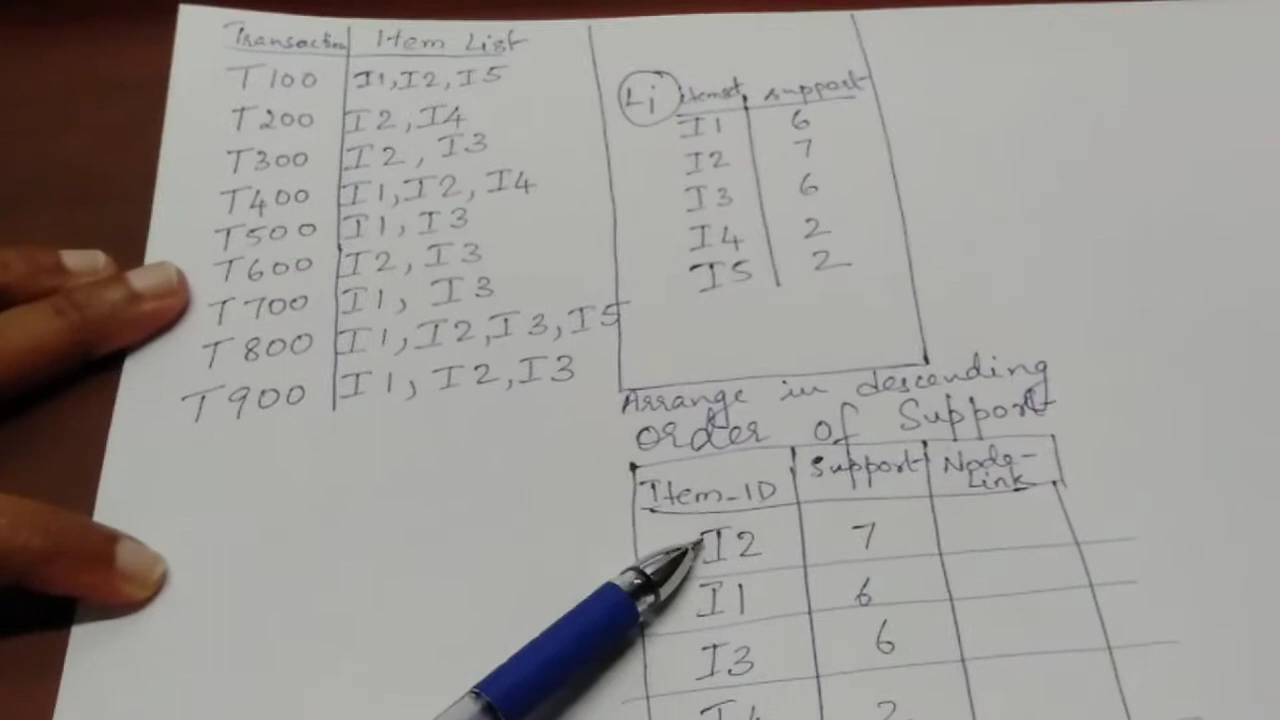 Transaction Item List
T100 I1, I2, I5
T200 I2, I4
T300 I2, I3
T400 I1, I2, I4
T500 I1, I3
T600 I2, I3
T700 I1, I3
T800 I1, I2, I3, I5
T900 I1, I2, I3
L1 itemset support
I1 6
I2 7
I3 6
I4 2
I5 2
Arrange in descending
order of Support
Item_ID support Node-
Link
I2 7
I1 6
I3 6
I4 2